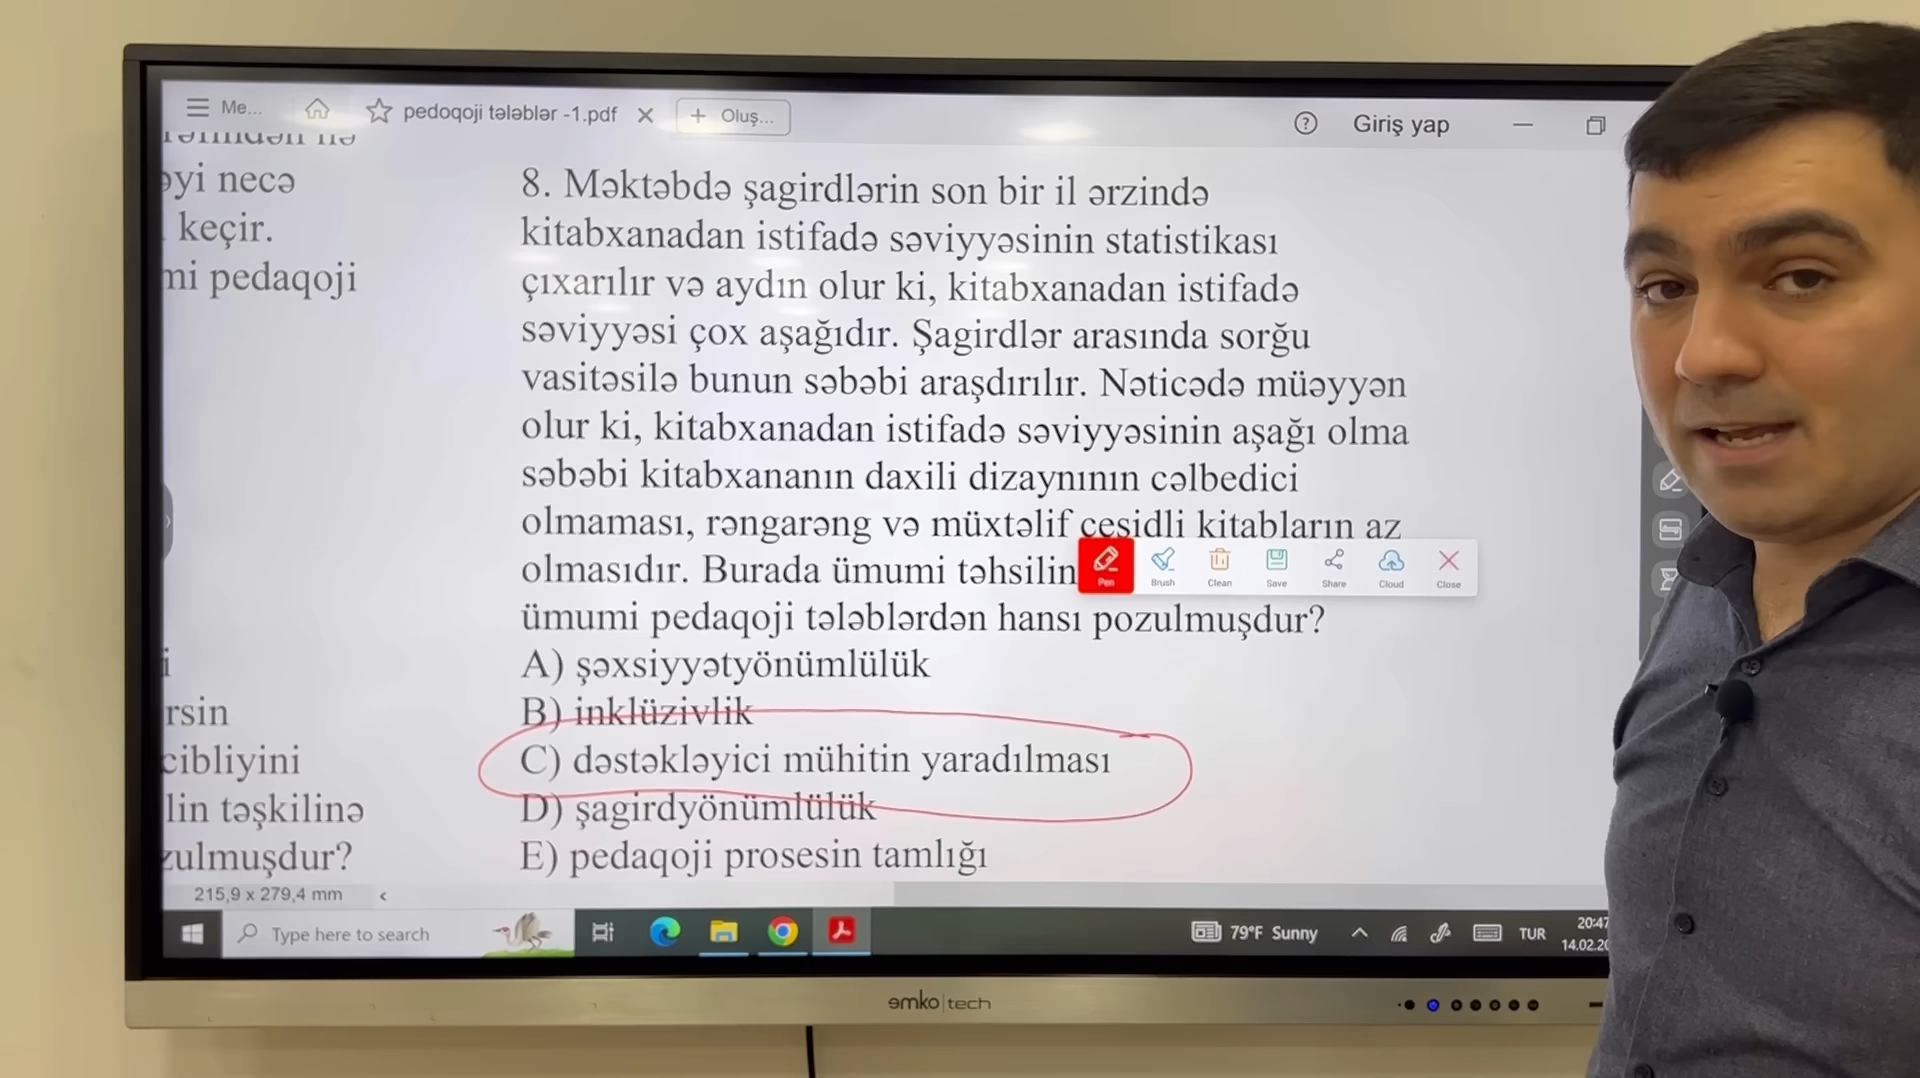 Me...
pedoqoji tələblər -1.pdf
+ Oluş...
Giriş yap
əyi necə
keçir.
mi pedaqoji
rsin
cibliyini
lin təşkilinə
zulmuşdur?
8. Məktəbdə şagirdlərin son bir il ərzində
kitabxanadan istifadə səviyyəsinin statistikası
çıxarılır və aydın olur ki, kitabxanadan istifadə
səviyyəsi çox aşağıdır. Şagirdlər arasında sorğu
vasitəsilə bunun səbəbi araşdırılır. Nəticədə müəyyən
olur ki, kitabxanadan istifadə səviyyəsinin aşağı olma
səbəbi kitabxananın daxili dizaynının cəlbedici
olmaması, rəngarəng və müxtəlif çeşidli kitabların az
olmasıdır. Burada ümumi təhsilin
ümumi pedaqoji tələblərdən hansı pozulmuşdur?
A) şəxsiyyətyönümlülük
B) inklüzivlik
C) dəstəkləyici mühitin yaradılması
D) şagirdyönümlülük
E) pedaqoji prosesin tamlığı
Pen Brush Clean Save Share Cloud Close
215,9 x 279,4 mm
Type here to search
79°F Sunny
TUR
20:47
14.02.20
emko tech